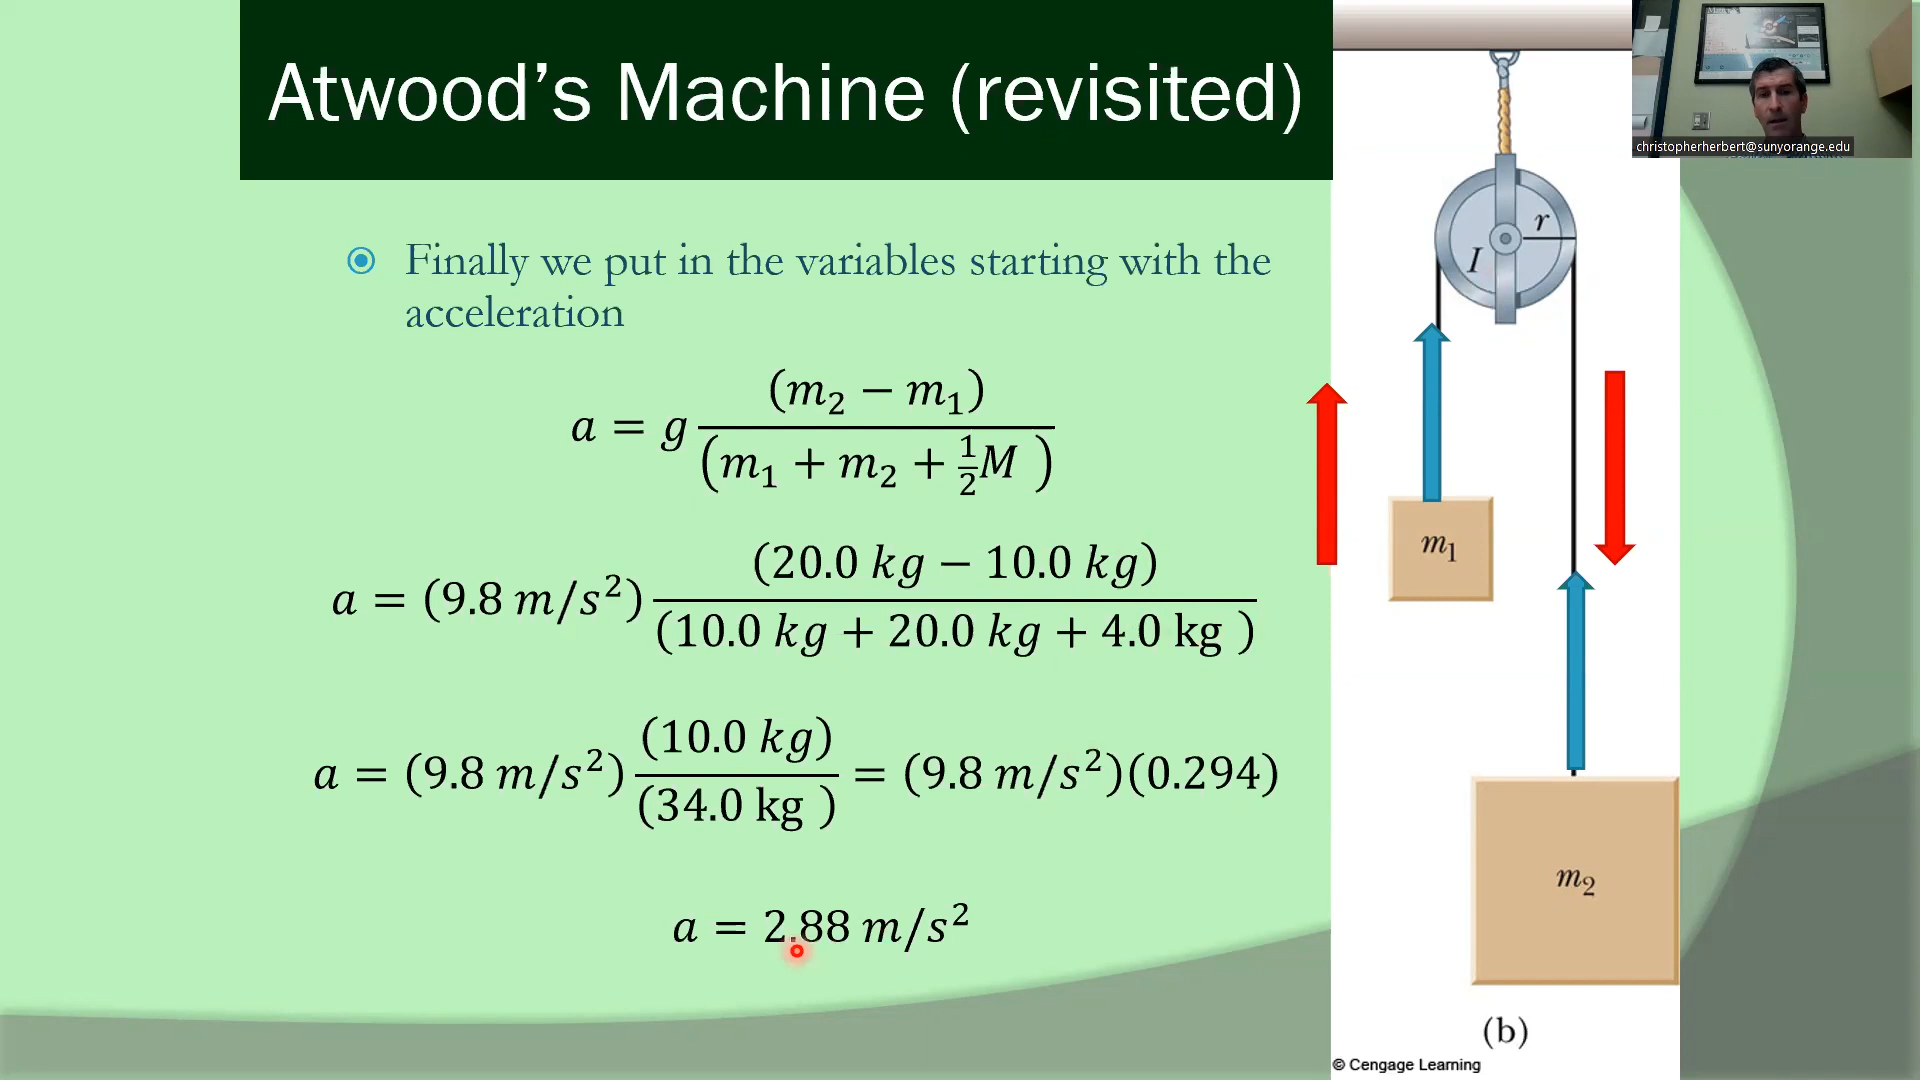 Atwood's Machine (revisited)
christopherherbert@sunyorange.edu
Finally we put in the variables starting with the
acceleration
a = g (m₂ − m₁) / (m₁ + m₂ + ½M )
a = (9.8 m/s²) (20.0 kg − 10.0 kg) / (10.0 kg + 20.0 kg + 4.0 kg )
a = (9.8 m/s²) (10.0 kg) / (34.0 kg ) = (9.8 m/s²)(0.294)
a = 2.88 m/s²
r
I
m₁
m₂
(b)
© Cengage Learning